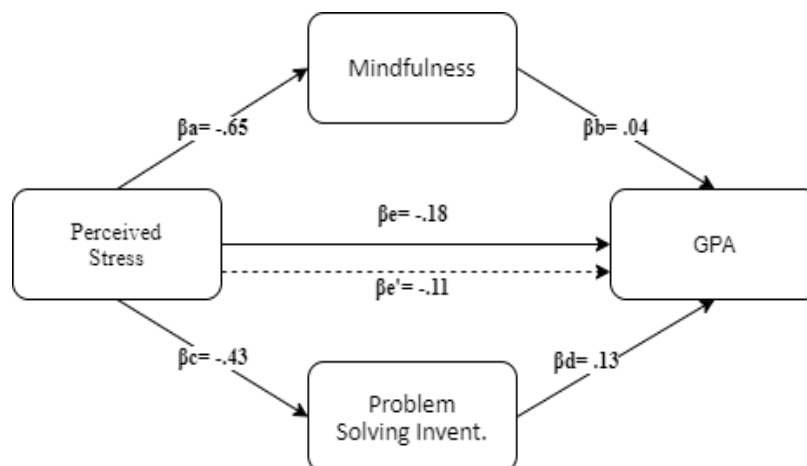 Mindfulness
βa= -.65
βb= .04
Perceived
Stress
βe= -.18
GPA
βe'= -.11
βc= -.43
βd= .13
Problem
Solving Invent.